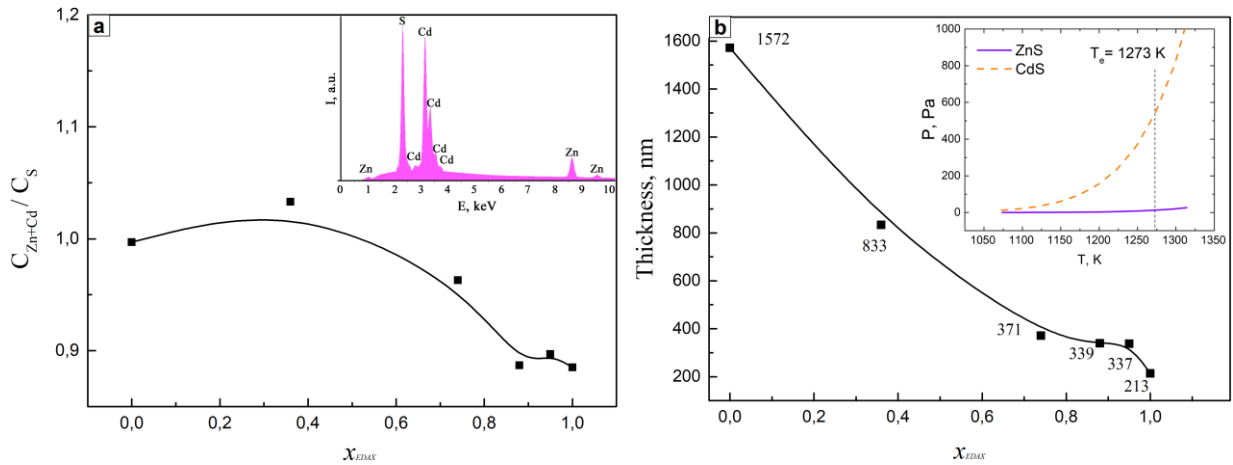 a
1,2
1,1
1,0
0,9
C_Zn+Cd / C_S
0,0 0,2 0,4 0,6 0,8 1,0
x_EDAX
S
Cd
Cd
Cd
Cd
Cd
Zn
Zn
Zn
I, a.u.
0 1 2 3 4 5 6 7 8 9 10
E, keV
b
1600
1400
1200
1000
800
600
400
200
Thickness, nm
1572
833
371
339
337
213
0,0 0,2 0,4 0,6 0,8 1,0
x_EDAX
ZnS
CdS
T_e= 1273 K
1000
800
600
400
200
0
P, Pa
1050 1100 1150 1200 1250 1300 1350
T, K